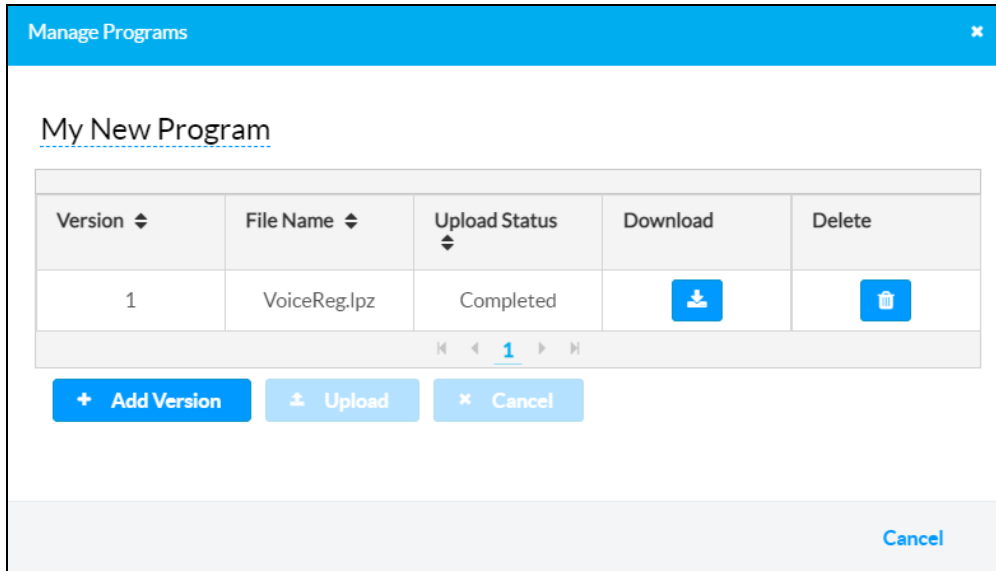 Manage Programs
My New Program
Version File Name Upload Status Download Delete
1 VoiceReg.lpz Completed
1
Add Version Upload Cancel
Cancel